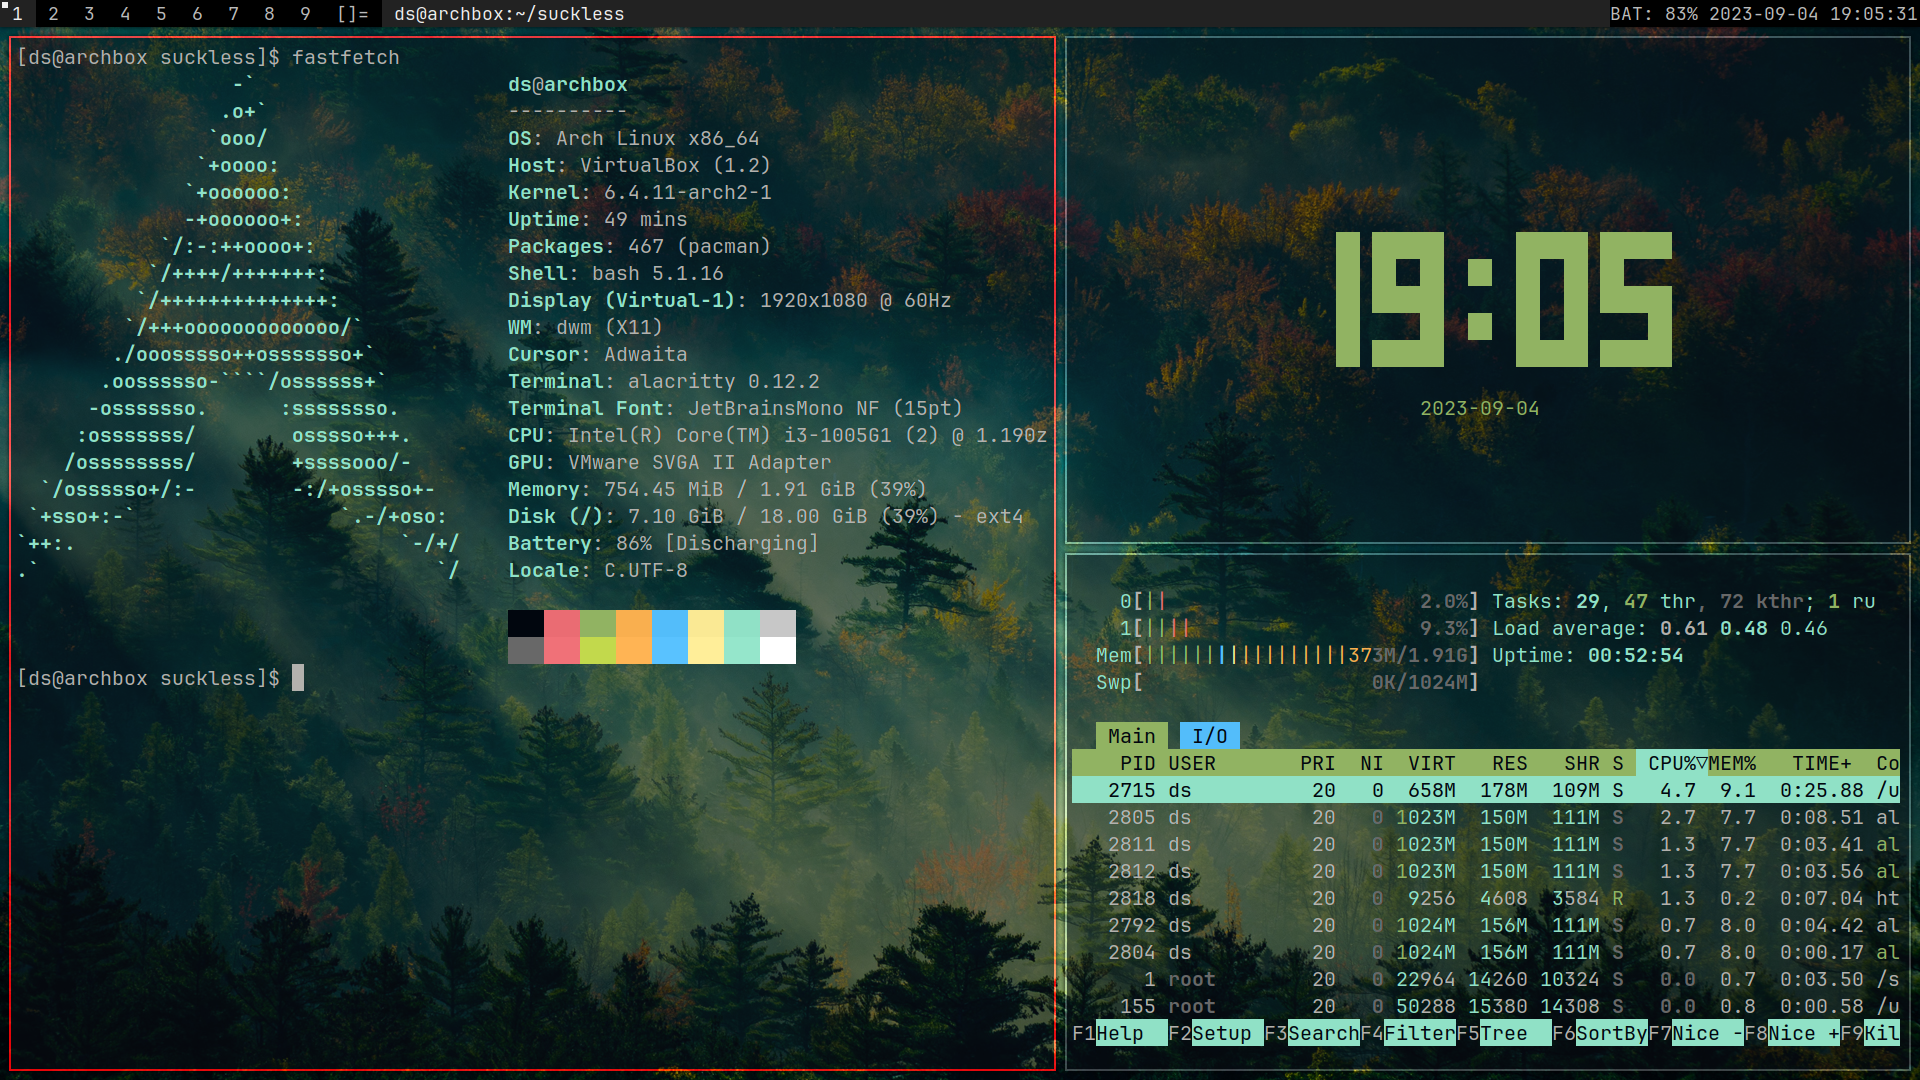 1 2 3 4 5 6 7 8 9 []= ds@archbox:~/suckless BAT: 83% 2023-09-04 19:05:31
[ds@archbox suckless]$ fastfetch
-`
.o+`
`ooo/
`+oooo:
`+oooooo:
-+oooooo+:
`/:-:++oooo+:
`/++++/+++++++:
`/++++++++++++++:
`/+++ooooooooooooo/`
./ooosssso++osssssso+`
.oossssso-````/ossssss+`
-osssssso. :ssssssso.
:osssssss/ osssso+++.
/ossssssss/ +ssssooo/-
`/ossssso+/:- -:/+osssso+-
`+sso+:-` `.-/+oso:
`++:. `-/+/
.` `/
ds@archbox
----------
OS: Arch Linux x86_64
Host: VirtualBox (1.2)
Kernel: 6.4.11-arch2-1
Uptime: 49 mins
Packages: 467 (pacman)
Shell: bash 5.1.16
Display (Virtual-1): 1920x1080 @ 60Hz
WM: dwm (X11)
Cursor: Adwaita
Terminal: alacritty 0.12.2
Terminal Font: JetBrainsMono NF (15pt)
CPU: Intel(R) Core(TM) i3-1005G1 (2) @ 1.190z
GPU: VMware SVGA II Adapter
Memory: 754.45 MiB / 1.91 GiB (39%)
Disk (/): 7.10 GiB / 18.00 GiB (39%) - ext4
Battery: 86% [Discharging]
Locale: C.UTF-8
[ds@archbox suckless]$
19:05
2023-09-04
0[|| 2.0%] Tasks: 29, 47 thr, 72 kthr; 1 ru
1[|||| 9.3%] Load average: 0.61 0.48 0.46
Mem[|||||||||||||||||373M/1.91G] Uptime: 00:52:54
Swp[ 0K/1024M]
Main I/O
PID USER PRI NI VIRT RES SHR S CPU%▽MEM% TIME+ Co
2715 ds 20 0 658M 178M 109M S 4.7 9.1 0:25.88 /u
2805 ds 20 0 1023M 150M 111M S 2.7 7.7 0:08.51 al
2811 ds 20 0 1023M 150M 111M S 1.3 7.7 0:03.41 al
2812 ds 20 0 1023M 150M 111M S 1.3 7.7 0:03.56 al
2818 ds 20 0 9256 4608 3584 R 1.3 0.2 0:07.04 ht
2792 ds 20 0 1024M 156M 111M S 0.7 8.0 0:04.42 al
2804 ds 20 0 1024M 156M 111M S 0.7 8.0 0:00.17 al
1 root 20 0 22964 14260 10324 S 0.0 0.7 0:03.50 /s
155 root 20 0 50288 15380 14308 S 0.0 0.8 0:00.58 /u
F1Help F2Setup F3SearchF4FilterF5Tree F6SortByF7Nice -F8Nice +F9Kil